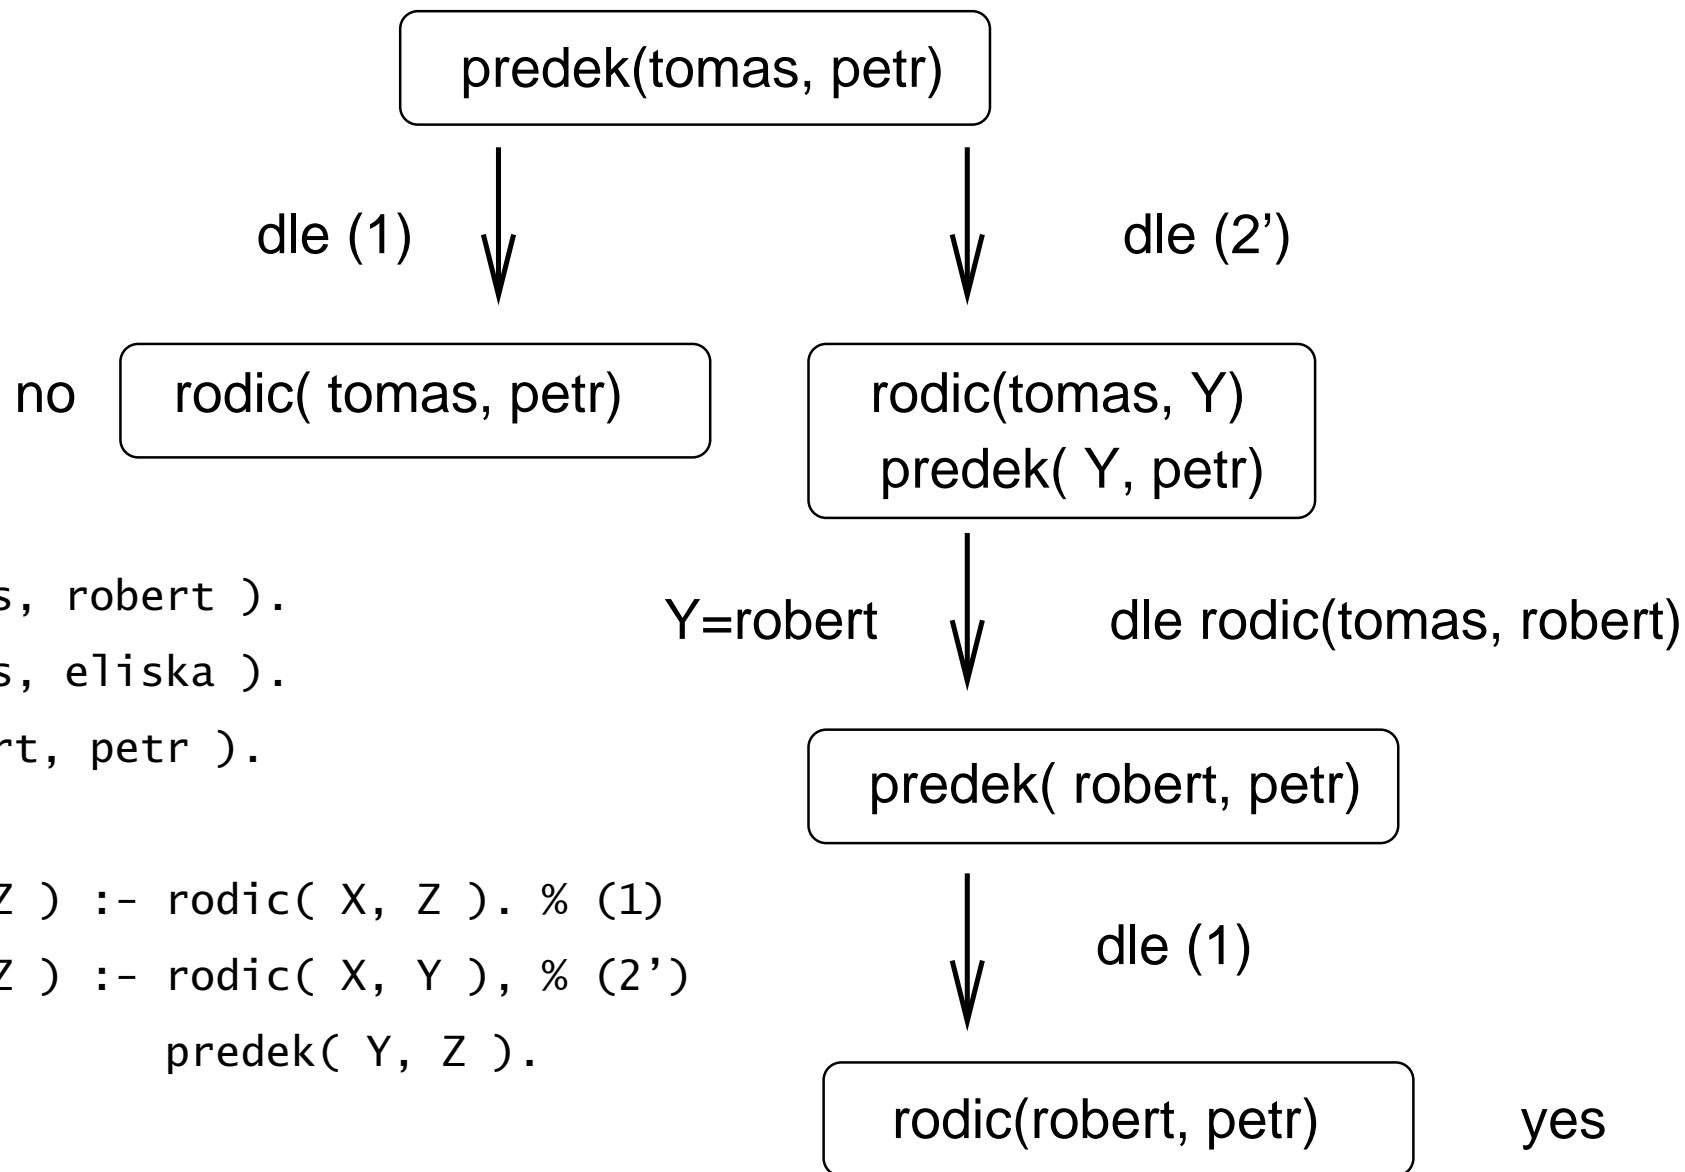 predek(tomas, petr)
dle (1)
dle (2’)
no
rodic( tomas, petr)
rodic(tomas, Y)
predek( Y, petr)
s, robert ).
s, eliska ).
rt, petr ).
Y=robert
dle rodic(tomas, robert)
predek( robert, petr)
Z ) :- rodic( X, Z ). % (1)
Z ) :- rodic( X, Y ), % (2’)
predek( Y, Z ).
dle (1)
rodic(robert, petr)
yes